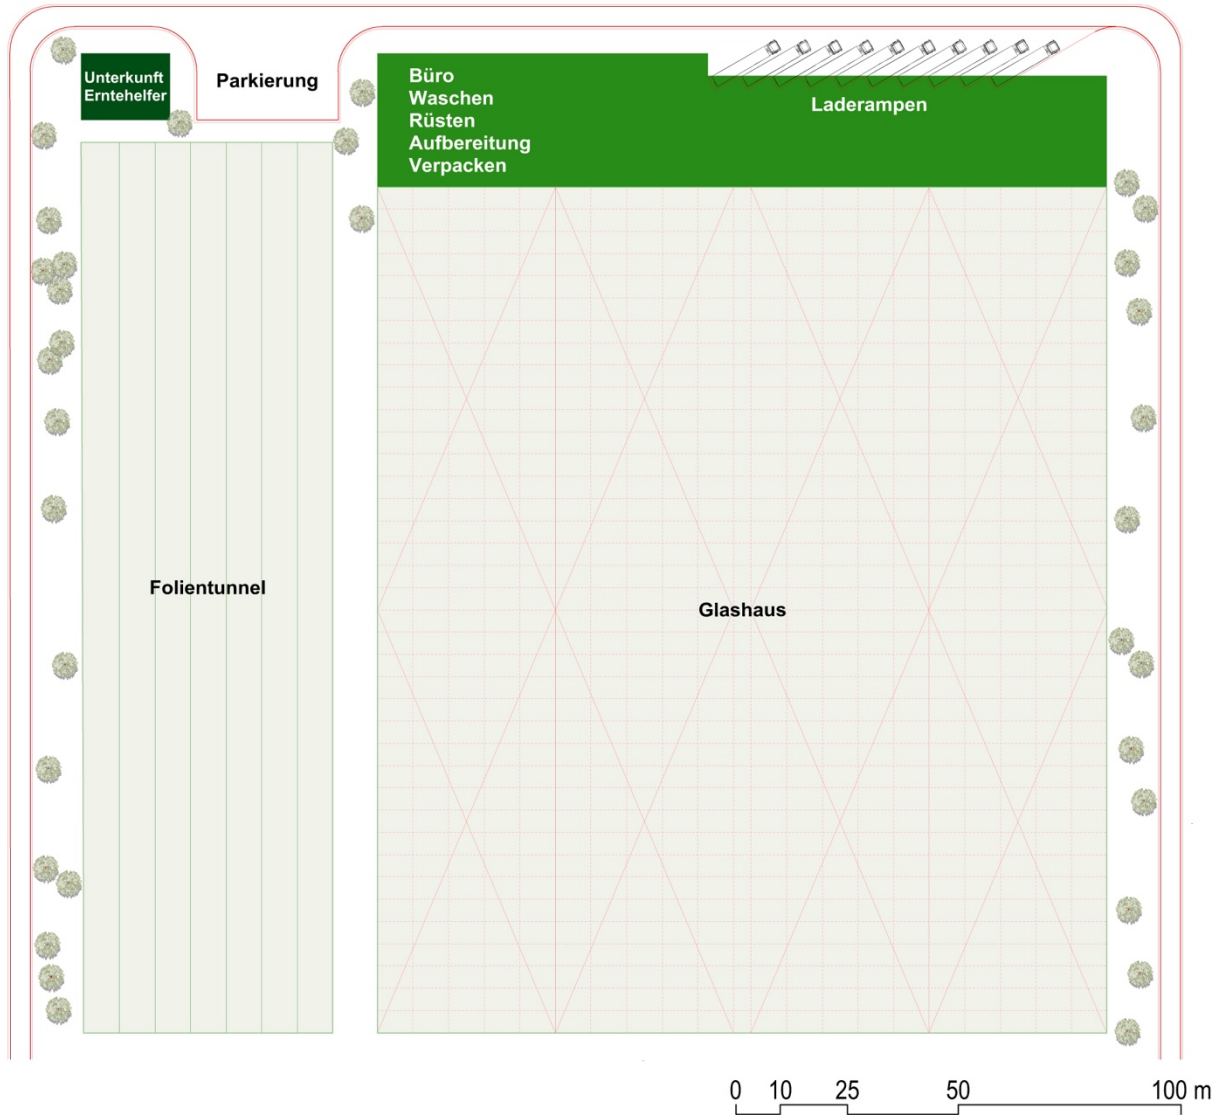 Unterkunft
Erntehelfer
Parkierung
Büro
Waschen
Rüsten
Aufbereitung
Verpacken
Laderampen
Folientunnel
Glashaus
0 10 25 50 100 m